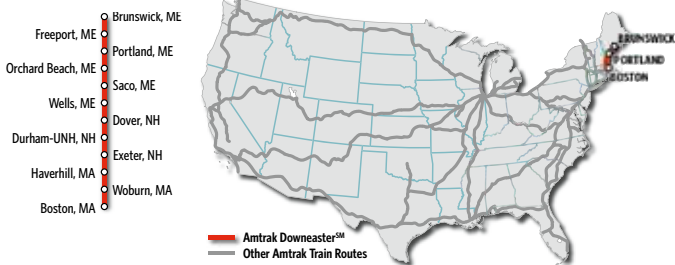 Brunswick, ME
Freeport, ME
Portland, ME
Orchard Beach, ME
Saco, ME
Wells, ME
Dover, NH
Durham-UNH, NH
Exeter, NH
Haverhill, MA
Woburn, MA
Boston, MA
BRUNSWICK
PORTLAND
BOSTON
Amtrak Downeaster℠
Other Amtrak Train Routes